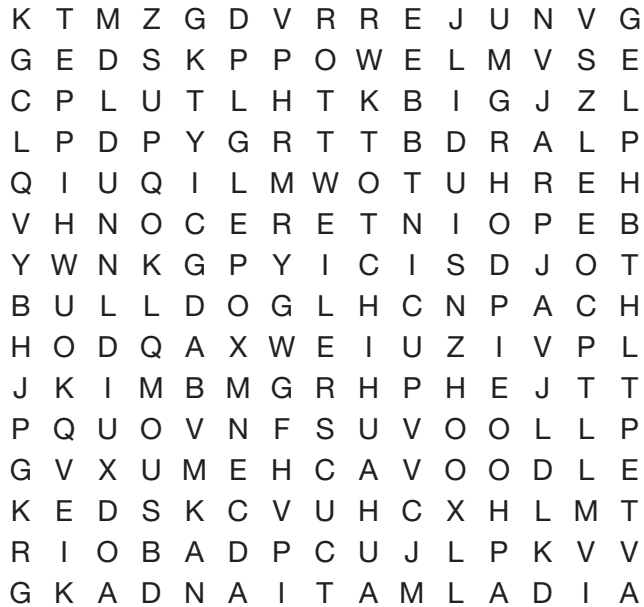 K T M Z G D V R R E J U N V G
G E D S K P P O W E L M V S E
C P L U T L H T K B I G J Z L
L P D P Y G R T T B D R A L P
Q I U Q I L M W O T U H R E H
V H N O C E R E T N I O P E B
Y W N K G P Y I C I S D J O T
B U L L D O G L H C N P A C H
H O D Q A X W E I U Z I V P L
J K I M B M G R H P H E J T T
P Q U O V N F S U V O O L L P
G V X U M E H C A V O O D L E
K E D S K C V U H C X H L M T
R I O B A D P C U J L P K V V
G K A D N A I T A M L A D I A